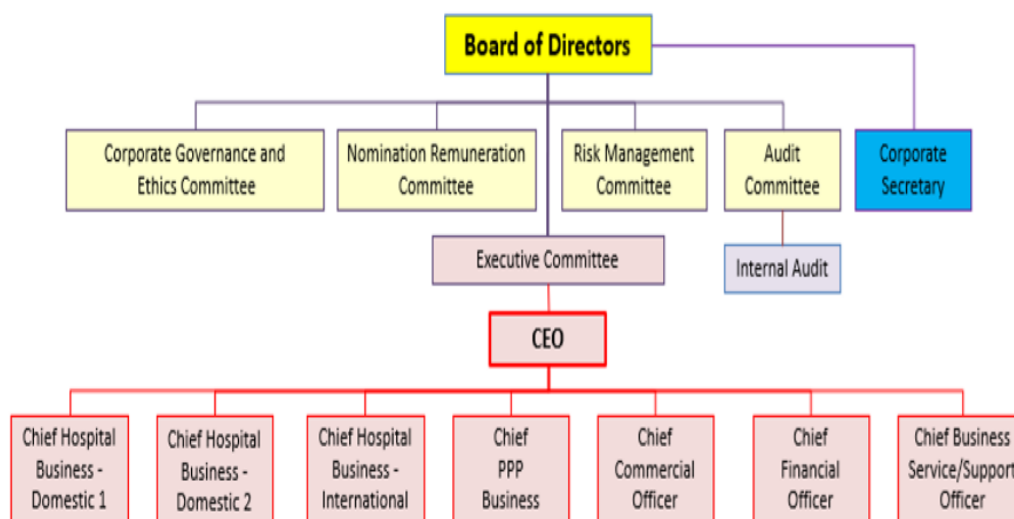 Board of Directors
Corporate Governance and
Ethics Committee
Nomination Remuneration
Committee
Risk Management
Committee
Audit
Committee
Corporate
Secretary
Executive Committee
Internal Audit
CEO
Chief Hospital
Business -
Domestic 1
Chief Hospital
Business -
Domestic 2
Chief Hospital
Business -
International
Chief
PPP
Business
Chief
Commercial
Officer
Chief
Financial
Officer
Chief Business
Service/Support
Officer